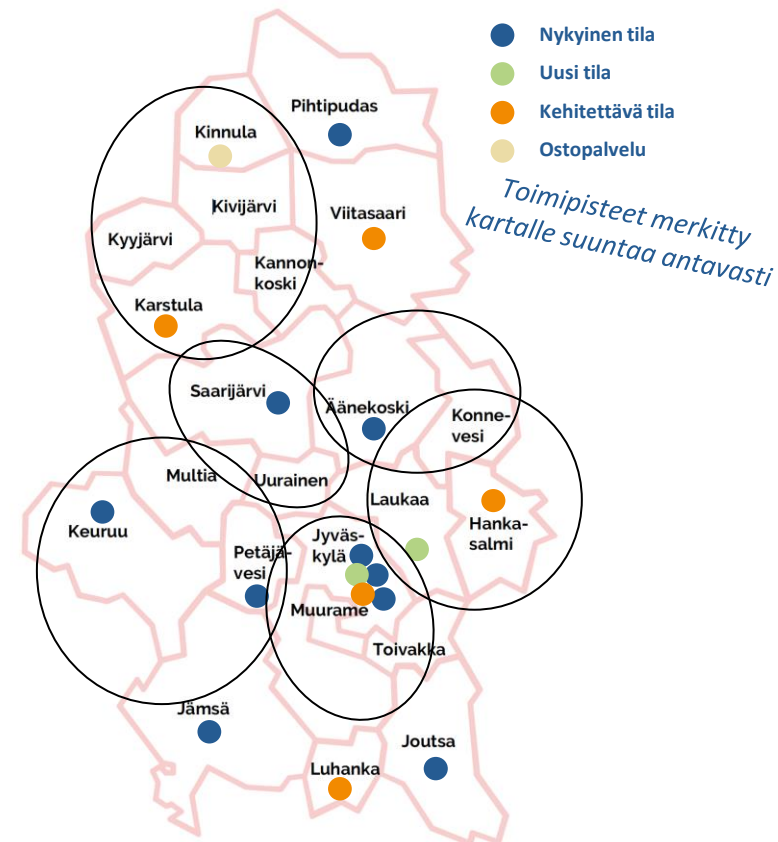 Nykyinen tila
Uusi tila
Kehitettävä tila
Ostopalvelu
Toimipisteet merkitty
kartalle suuntaa antavasti
Pihtipudas
Kinnula
Kivijärvi
Viitasaari
Kyyjärvi
Kannon-
koski
Karstula
Saarijärvi
Äänekoski
Konne-
vesi
Multia
Uurainen
Laukaa
Hanka-
salmi
Keuruu
Petäjä-
vesi
Jyväs-
kylä
Muurame
Toivakka
Jämsä
Joutsa
Luhanka